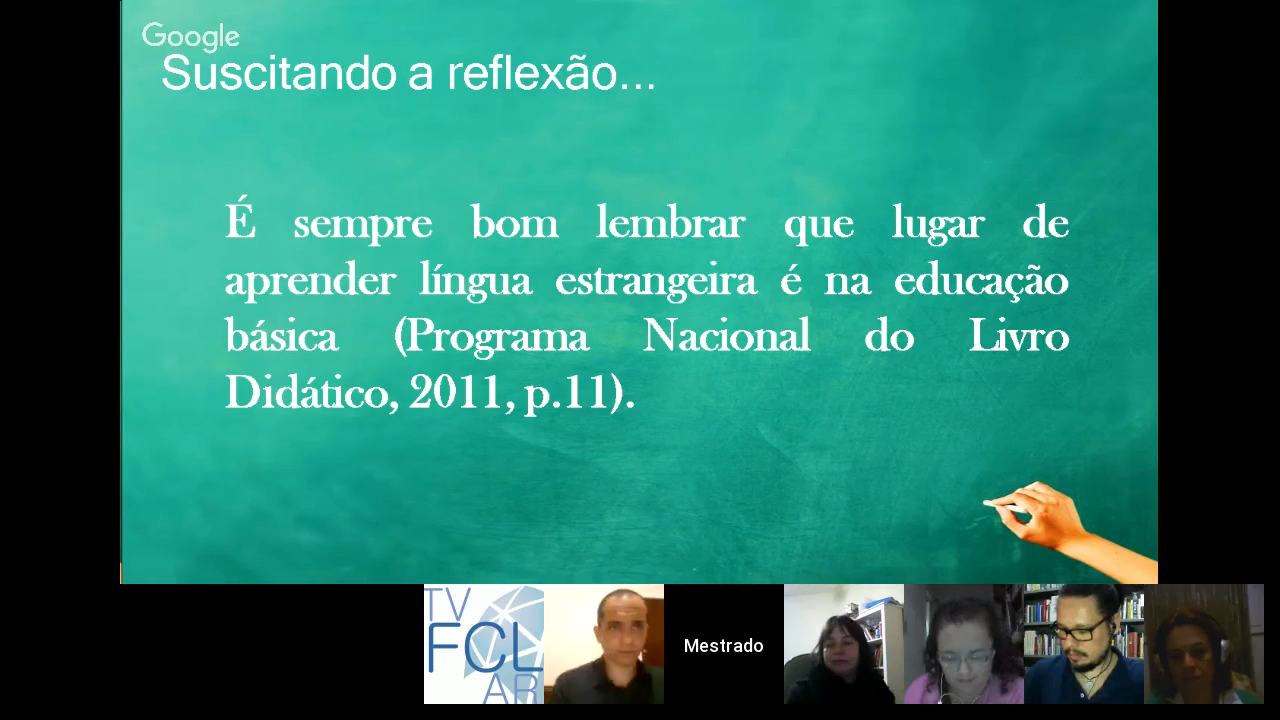 Google
Suscitando a reflexão...
É sempre bom lembrar que lugar de
aprender língua estrangeira é na educação
básica (Programa Nacional do Livro
Didático, 2011, p.11).
TV
FCL
AR
Mestrado